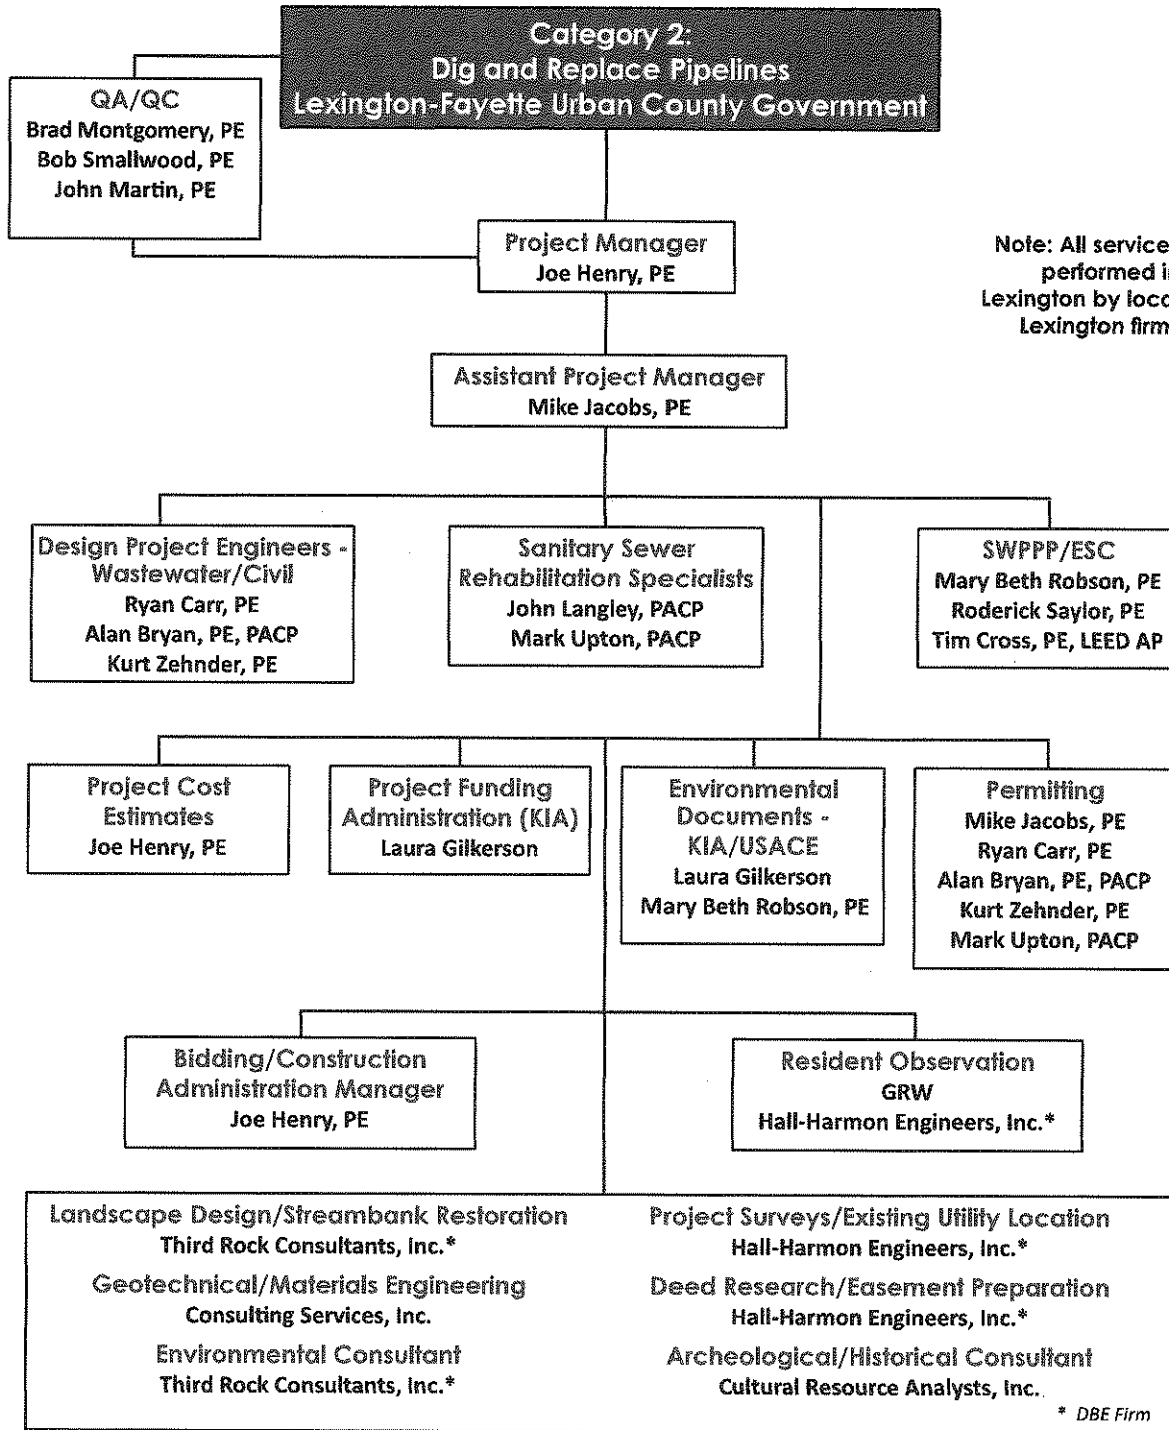 Category 2:
Dig and Replace Pipelines
Lexington-Fayette Urban County Government
QA/QC
Brad Montgomery, PE
Bob Smallwood, PE
John Martin, PE
Project Manager
Joe Henry, PE
Note: All service
performed i
Lexington by loca
Lexington firm
Assistant Project Manager
Mike Jacobs, PE
Design Project Engineers -
Wastewater/Civil
Ryan Carr, PE
Alan Bryan, PE, PACP
Kurt Zehnder, PE
Sanitary Sewer
Rehabilitation Specialists
John Langley, PACP
Mark Upton, PACP
SWPPP/ESC
Mary Beth Robson, PE
Roderick Saylor, PE
Tim Cross, PE, LEED AP
Project Cost
Estimates
Joe Henry, PE
Project Funding
Administration (KIA)
Laura Gilkerson
Environmental
Documents -
KIA/USACE
Laura Gilkerson
Mary Beth Robson, PE
Permitting
Mike Jacobs, PE
Ryan Carr, PE
Alan Bryan, PE, PACP
Kurt Zehnder, PE
Mark Upton, PACP
Bidding/Construction
Administration Manager
Joe Henry, PE
Resident Observation
GRW
Hall-Harmon Engineers, Inc.*
Landscape Design/Streambank Restoration
Third Rock Consultants, Inc.*
Geotechnical/Materials Engineering
Consulting Services, Inc.
Environmental Consultant
Third Rock Consultants, Inc.*
Project Surveys/Existing Utility Location
Hall-Harmon Engineers, Inc.*
Deed Research/Easement Preparation
Hall-Harmon Engineers, Inc.*
Archeological/Historical Consultant
Cultural Resource Analysts, Inc.
* DBE Firm